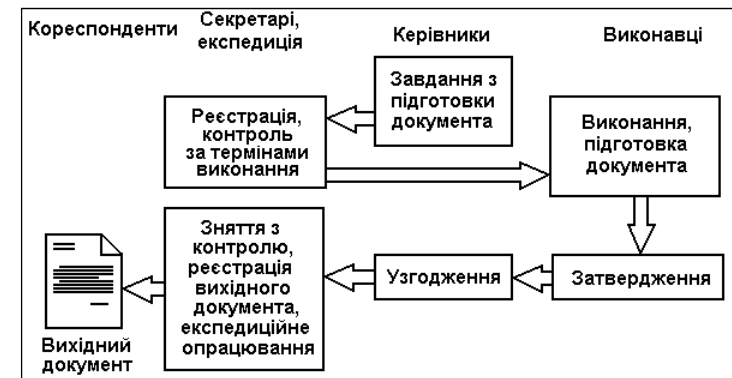 Кореспонденти
Секретарі,
експедиція
Керівники
Виконавці
Завдання з
підготовки
документа
Реєстрація,
контроль
за термінами
виконання
Виконання,
підготовка
документа
Зняття з
контролю,
реєстрація
вихідного
документа,
експедиційне
опрацювання
Узгодження
Затвердження
Вихідний
документ